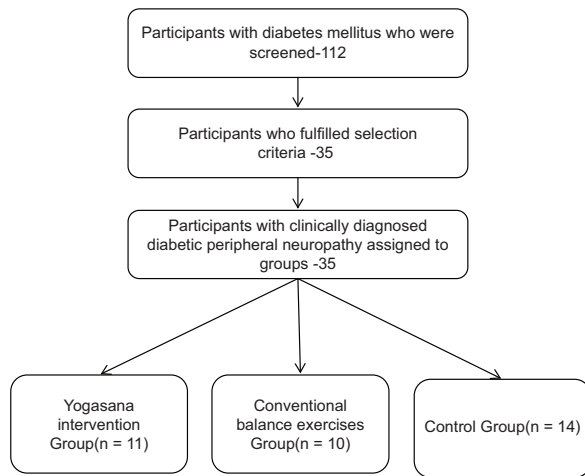 Participants with diabetes mellitus who were
screened-112
Participants who fulfilled selection
criteria -35
Participants with clinically diagnosed
diabetic peripheral neuropathy assigned to
groups -35
Yogasana
intervention
Group(n = 11)
Conventional
balance exercises
Group(n = 10)
Control Group(n = 14)